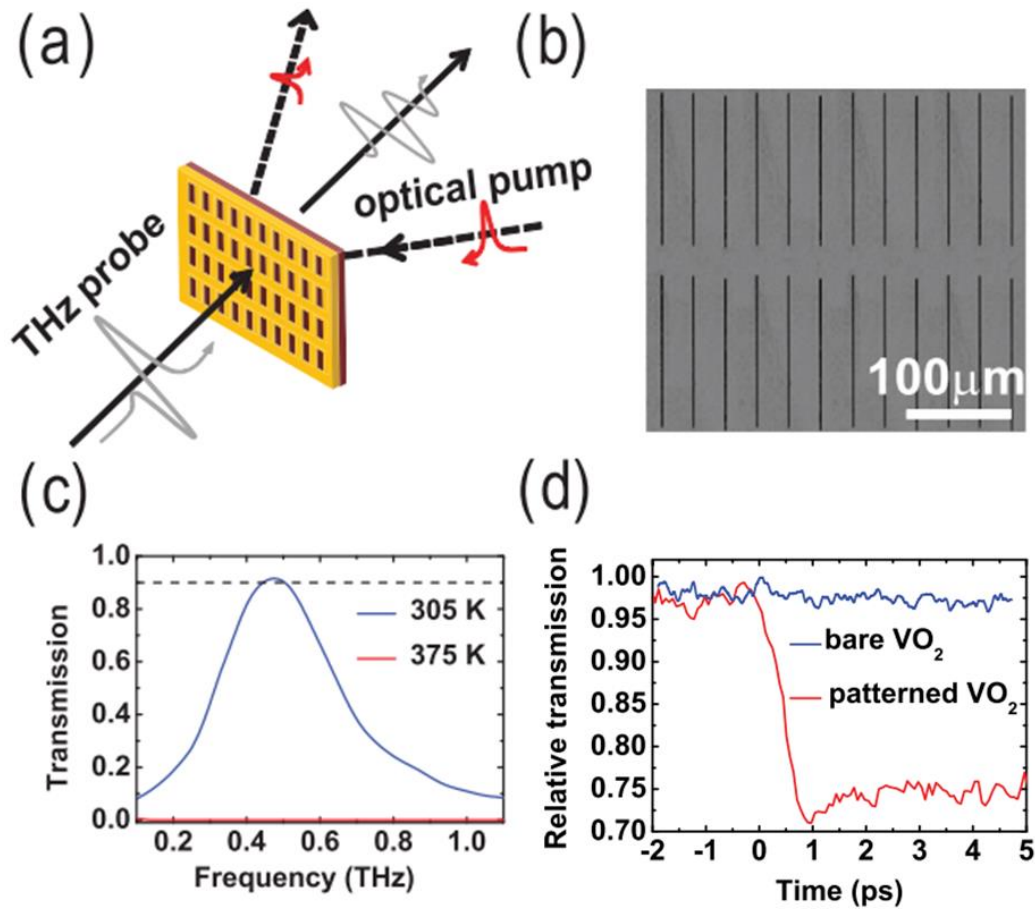 (a)
THz probe
optical pump
(b)
100μm
(c)
Transmission
1.0
0.8
0.6
0.4
0.2
0.0
305 K
375 K
0.2 0.4 0.6 0.8 1.0
Frequency (THz)
(d)
Relative transmission
1.00
0.95
0.90
0.85
0.80
0.75
0.70
bare VO₂
patterned VO₂
-2 -1 0 1 2 3 4 5
Time (ps)